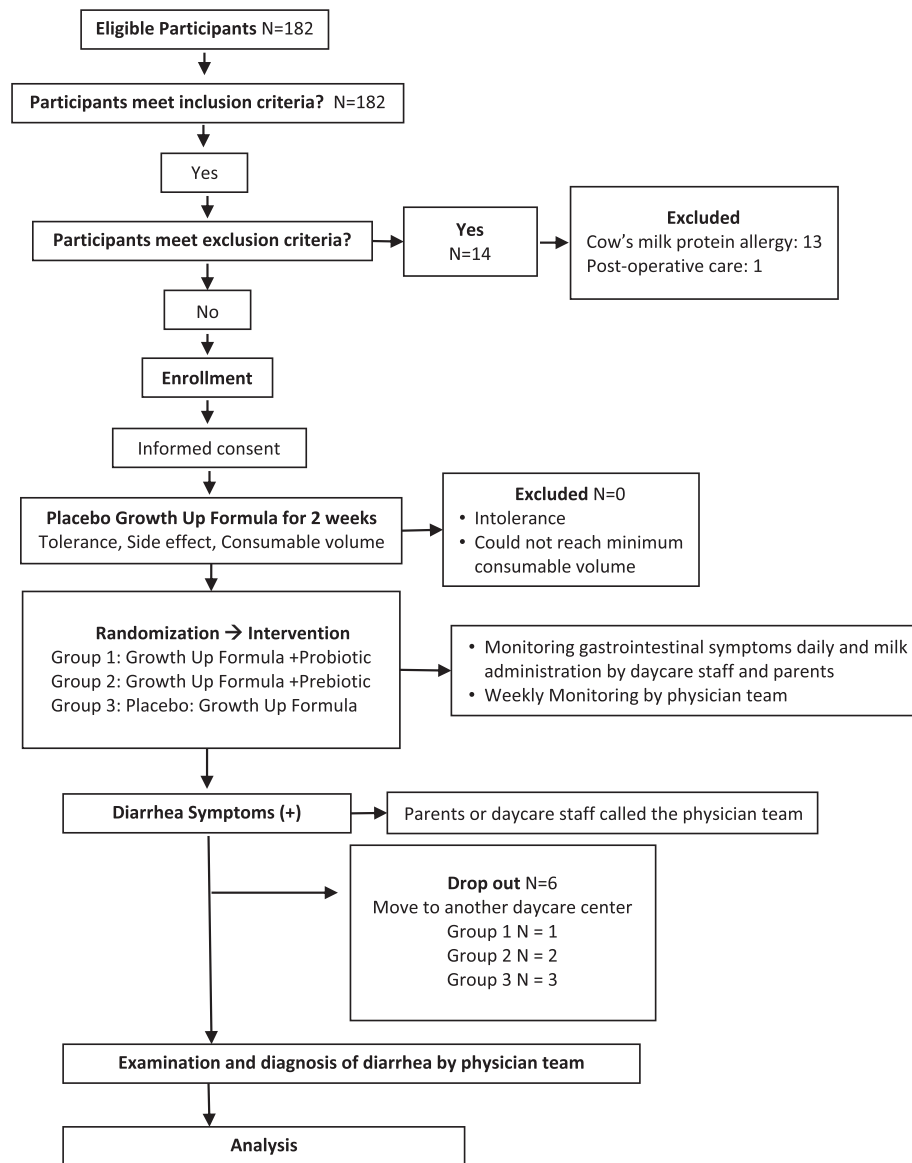 Eligible Participants N=182
Participants meet inclusion criteria? N=182
Yes
Participants meet exclusion criteria?
Yes
N=14
Excluded
Cow's milk protein allergy: 13
Post-operative care: 1
No
Enrollment
Informed consent
Placebo Growth Up Formula for 2 weeks
Tolerance, Side effect, Consumable volume
Excluded N=0
• Intolerance
• Could not reach minimum
consumable volume
Randomization → Intervention
Group 1: Growth Up Formula +Probiotic
Group 2: Growth Up Formula +Prebiotic
Group 3: Placebo: Growth Up Formula
• Monitoring gastrointestinal symptoms daily and milk
administration by daycare staff and parents
• Weekly Monitoring by physician team
Diarrhea Symptoms (+)
Parents or daycare staff called the physician team
Drop out N=6
Move to another daycare center
Group 1 N = 1
Group 2 N = 2
Group 3 N = 3
Examination and diagnosis of diarrhea by physician team
Analysis